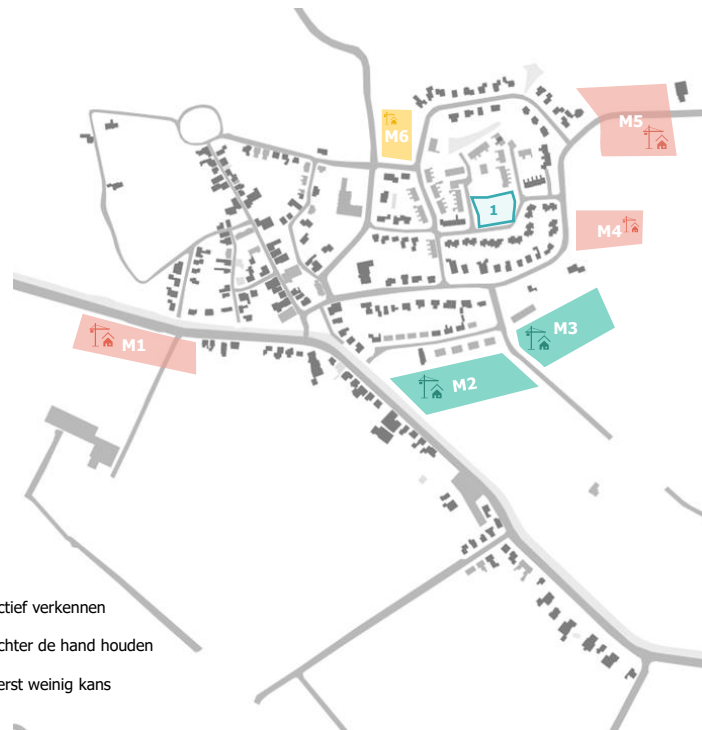 M5
M6
1
M4
M3
M1
M2
ctief verkennen
chter de hand houden
erst weinig kans